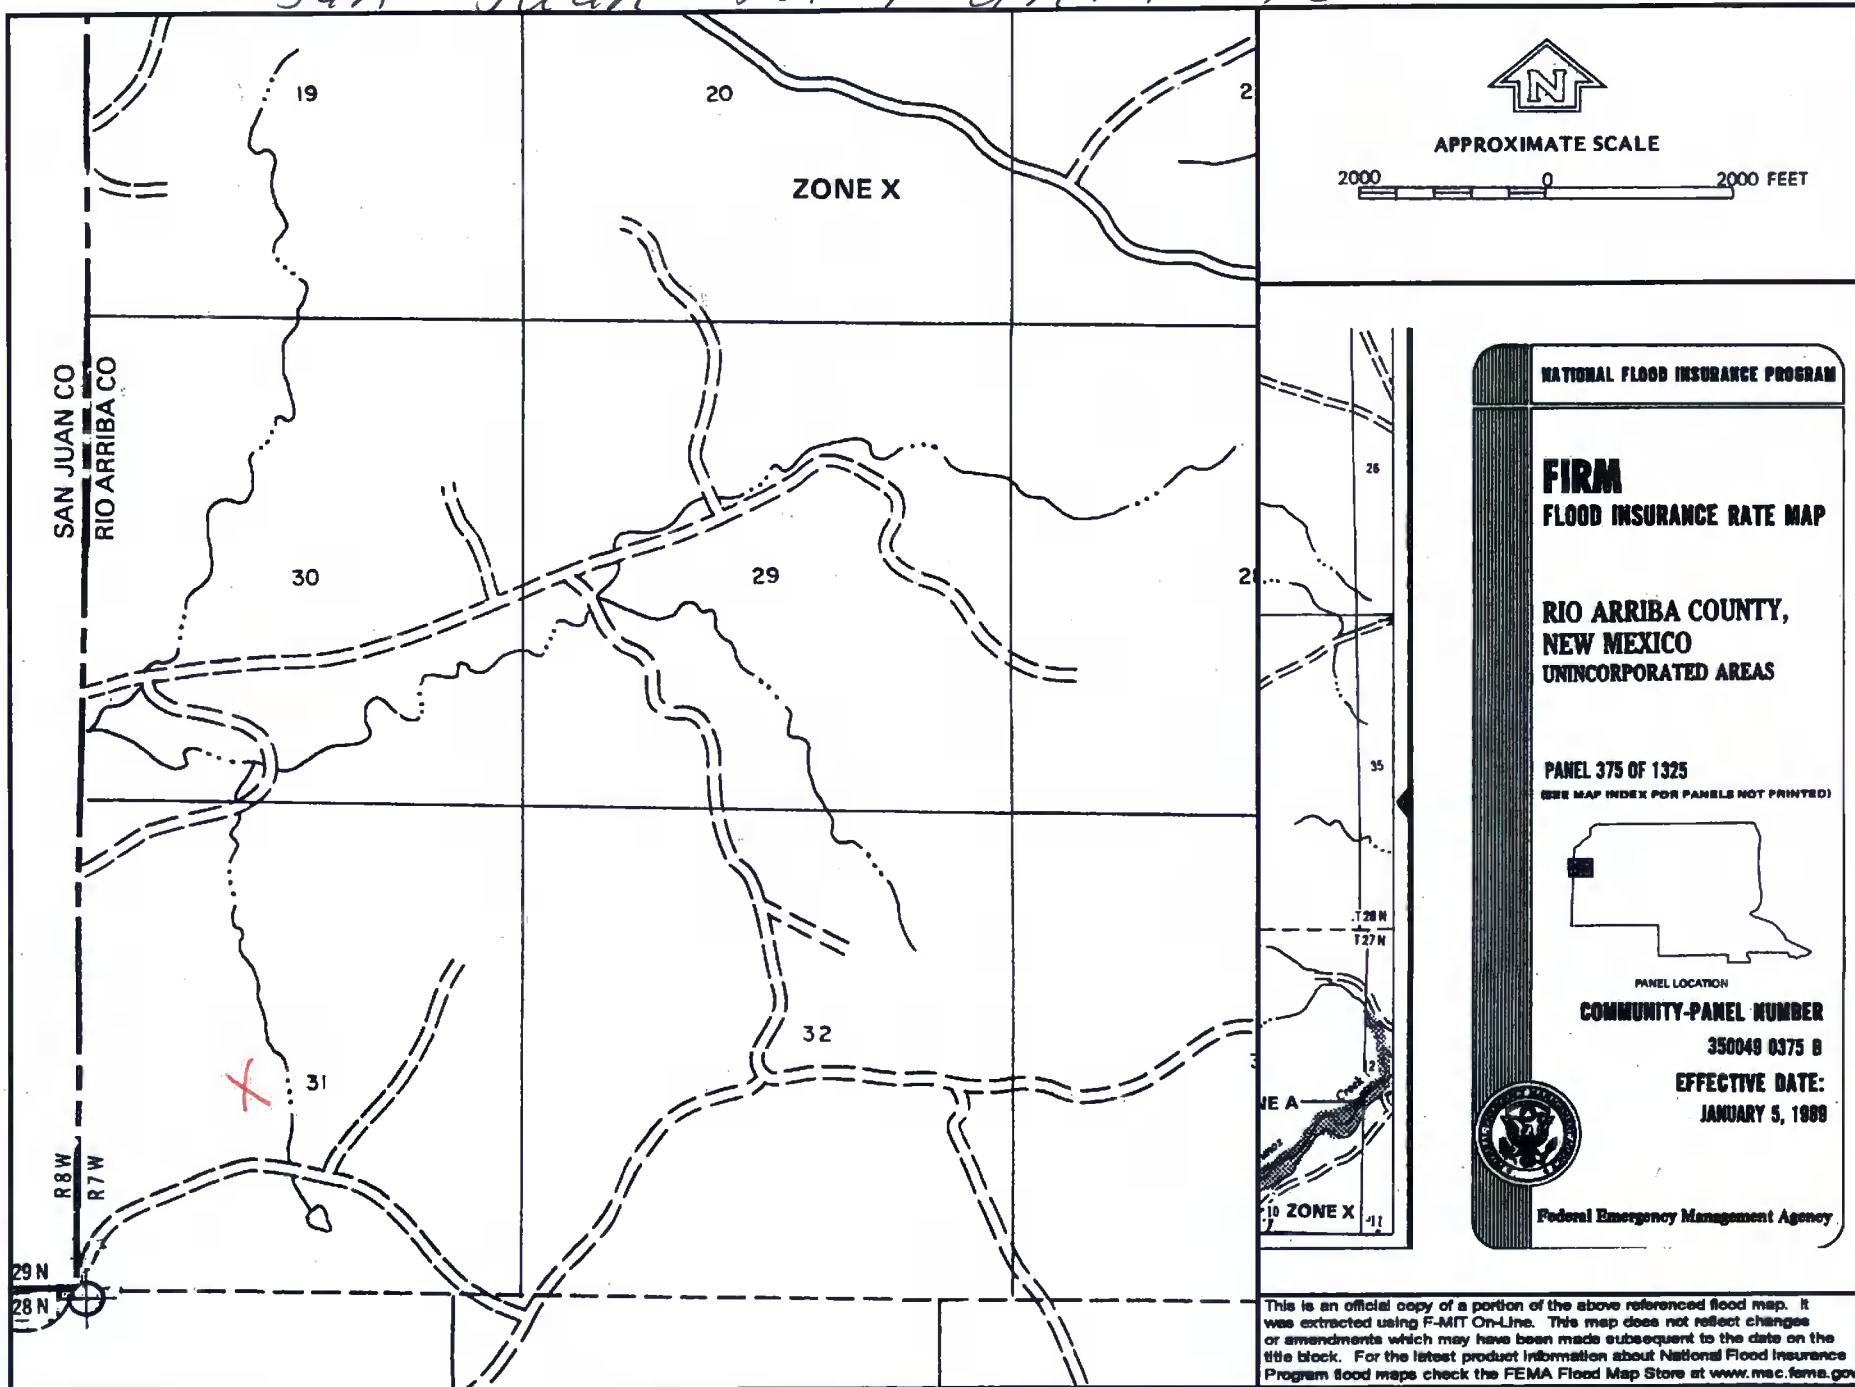 19
20
ZONE X
SAN JUAN CO
RIO ARRIBA CO
30
29
31
32
R8W
R7W
29 N
28 N
N
APPROXIMATE SCALE
2000 0 2000 FEET
26
35
T28N
T27N
12
Creek
10 ZONE X 11
NATIONAL FLOOD INSURANCE PROGRAM
FIRM
FLOOD INSURANCE RATE MAP
RIO ARRIBA COUNTY,
NEW MEXICO
UNINCORPORATED AREAS
PANEL 375 OF 1325
(SEE MAP INDEX FOR PANELS NOT PRINTED)
PANEL LOCATION
COMMUNITY-PANEL NUMBER
350049 0375 B
EFFECTIVE DATE:
JANUARY 5, 1989
Federal Emergency Management Agency
This is an official copy of a portion of the above referenced flood map. It
was extracted using F-MIT On-Line. This map does not reflect changes
or amendments which may have been made subsequent to the date on the
title block. For the latest product information about National Flood Insurance
Program flood maps check the FEMA Flood Map Store at www.msc.fema.gov